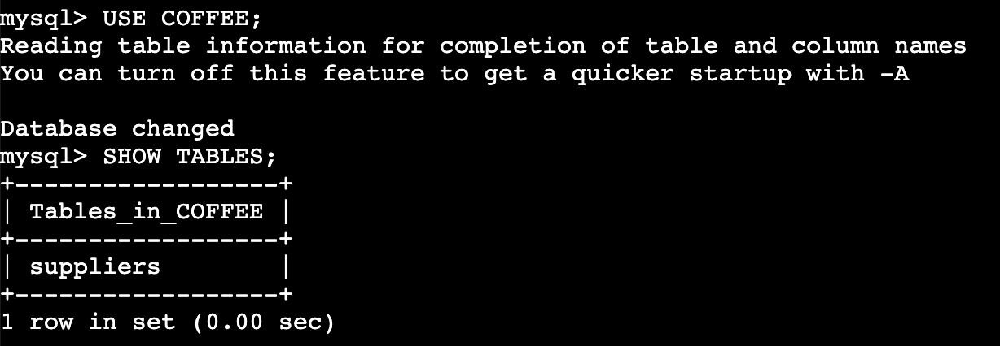 mysql> USE COFFEE;
Reading table information for completion of table and column names
You can turn off this feature to get a quicker startup with -A

Database changed
mysql> SHOW TABLES;
+------------------+
| Tables_in_COFFEE |
+------------------+
| suppliers        |
+------------------+
1 row in set (0.00 sec)